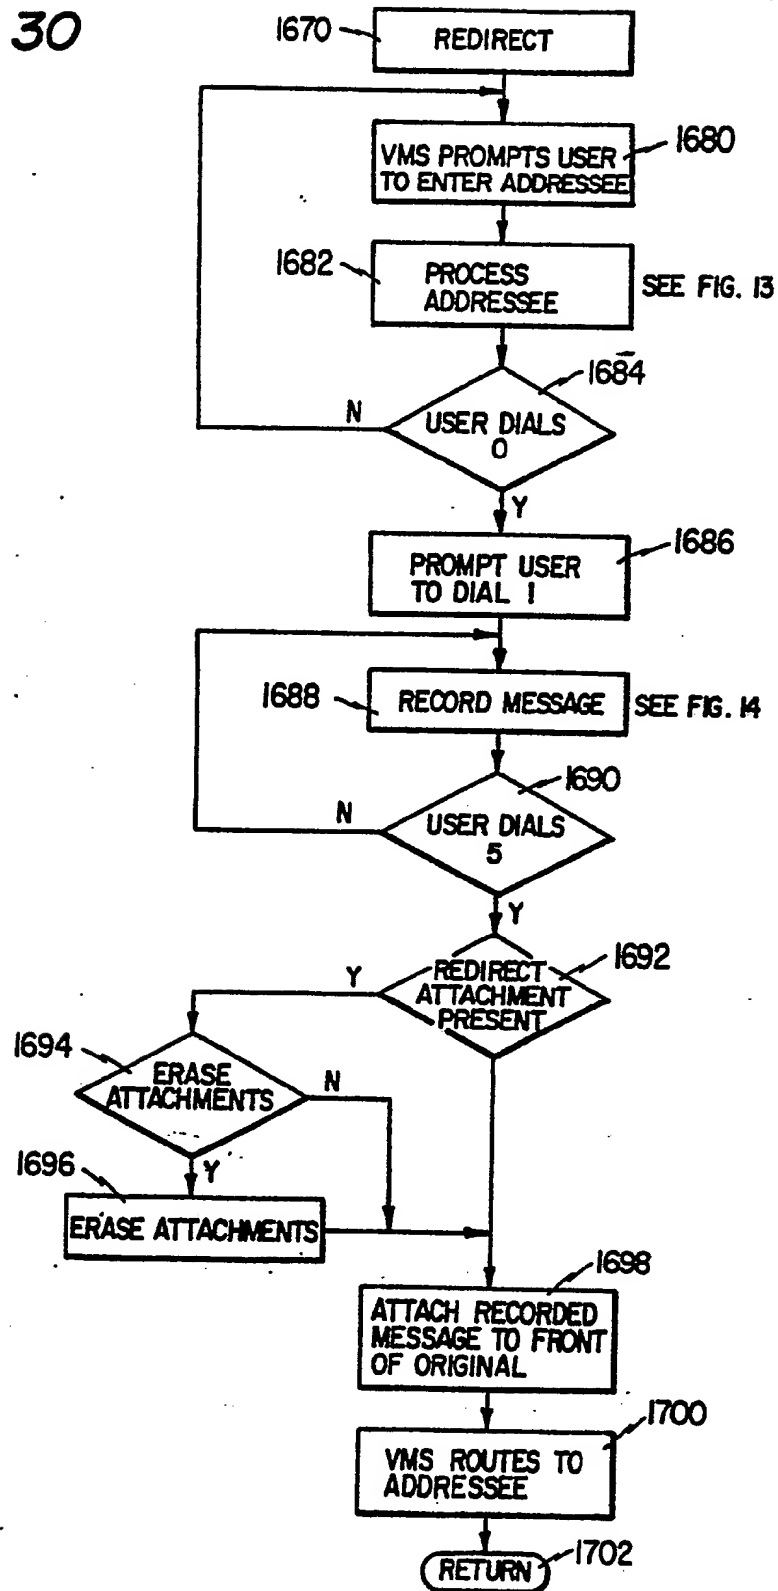 30
1670
REDIRECT
VMS PROMPTS USER
TO ENTER ADDRESSEE
1680
1682
PROCESS
ADDRESSEE
SEE FIG. 13
1684
USER DIALS
0
N
Y
1686
PROMPT USER
TO DIAL 1
1688
RECORD MESSAGE
SEE FIG. 14
1690
USER DIALS
5
N
Y
1692
REDIRECT
ATTACHMENT
PRESENT
Y
1694
ERASE
ATTACHMENTS
N
Y
1696
ERASE ATTACHMENTS
1698
ATTACH RECORDED
MESSAGE TO FRONT
OF ORIGINAL
1700
VMS ROUTES TO
ADDRESSEE
RETURN
1702